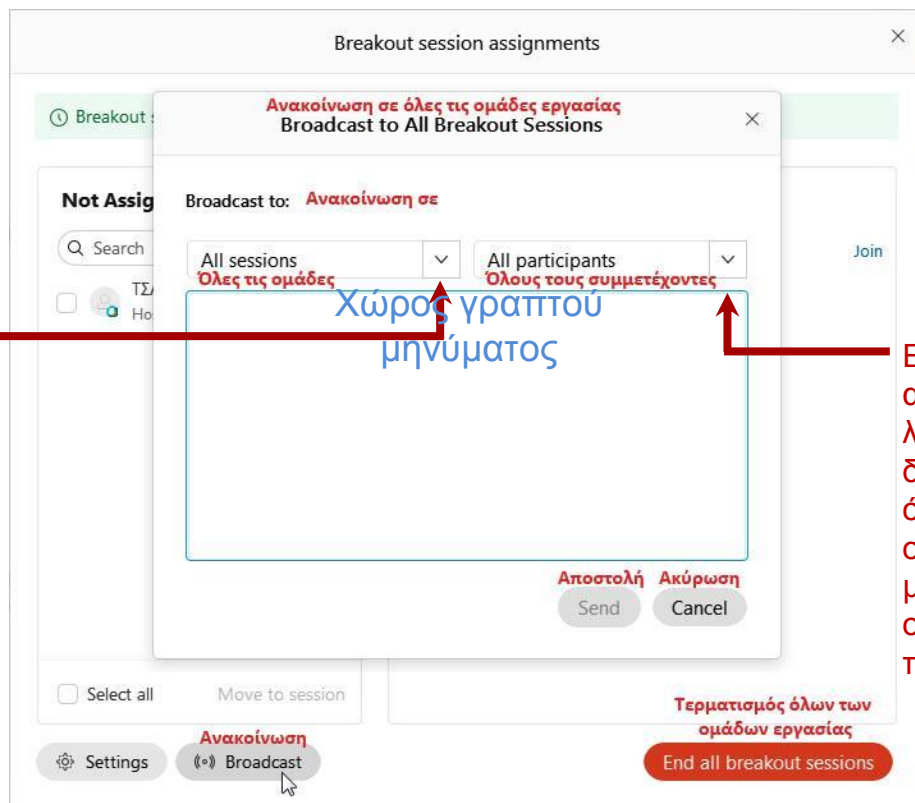 Breakout session assignments
Breakout
Ανακοίνωση σε όλες τις ομάδες εργασίας
Broadcast to All Breakout Sessions
Not Assig
Broadcast to: Ανακοίνωση σε
Search
All sessions
All participants
Join
Όλες τις ομάδες
Όλους τους συμμετέχοντες
Χώρος γραπτού
μηνύματος
Αποστολή Ακύρωση
Send Cancel
Select all Move to session
Τερματισμός όλων των
ομάδων εργασίας
Ανακοίνωση
Settings Broadcast
End all breakout sessions